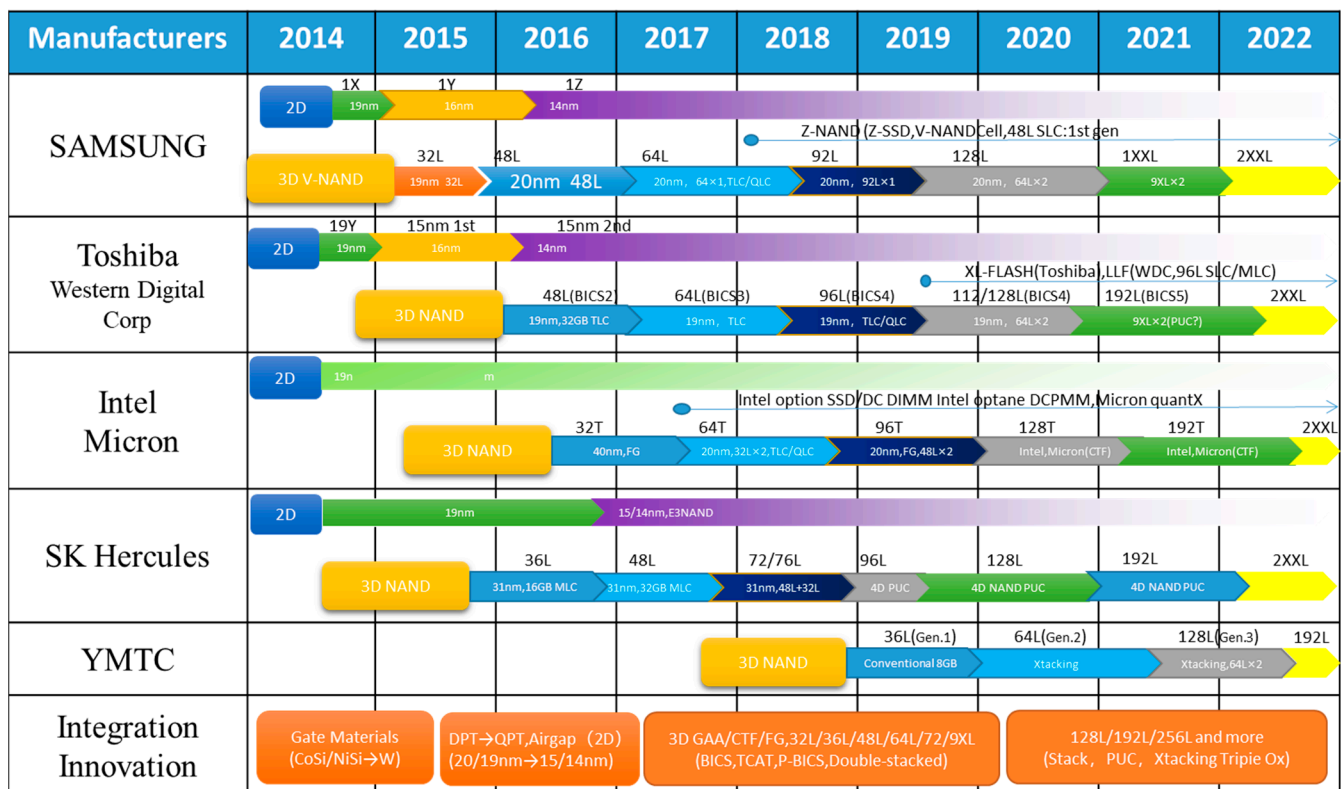 Manufacturers 2014 2015 2016 2017 2018 2019 2020 2021 2022
SAMSUNG
1X 1Y 1Z
2D 19nm 16nm 14nm
Z-NAND (Z-SSD,V-NANDCell,48L SLC:1st gen
32L 48L 64L 92L 128L 1XXL 2XXL
3D V-NAND 19nm 32L 20nm 48L 20nm，64×1,TLC/QLC 20nm，92L×1 20nm，64L×2 9XL×2
Toshiba
Western Digital
Corp
19Y 15nm 1st 15nm 2nd
2D 19nm 16nm 14nm
XL-FLASH(Toshiba),LLF(WDC,96L SLC/MLC)
48L(BICS2) 64L(BICS3) 96L(BICS4) 112/128L(BICS4) 192L(BICS5) 2XXL
3D NAND 19nm,32GB TLC 19nm，TLC 19nm，TLC/QLC 19nm，64L×2 9XL×2(PUC?)
Intel
Micron
2D 19n m
Intel option SSD/DC DIMM Intel optane DCPMM,Micron quantX
32T 64T 96T 128T 192T 2XXL
3D NAND 40nm,FG 20nm,32L×2,TLC/QLC 20nm,FG,48L×2 Intel,Micron(CTF) Intel,Micron(CTF)
SK Hercules
2D 19nm 15/14nm,E3NAND
36L 48L 72/76L 96L 128L 192L 2XXL
3D NAND 31nm,16GB MLC 31nm,32GB MLC 31nm,48L+32L 4D PUC 4D NAND PUC 4D NAND PUC
YMTC
36L(Gen.1) 64L(Gen.2) 128L(Gen.3) 192L
3D NAND Conventional 8GB Xtacking Xtacking,64L×2
Integration
Innovation
Gate Materials
(CoSi/NiSi→W)
DPT→QPT,Airgap（2D）
(20/19nm→15/14nm)
3D GAA/CTF/FG,32L/36L/48L/64L/72/9XL
(BICS,TCAT,P-BICS,Double-stacked)
128L/192L/256L and more
(Stack，PUC，Xtacking Tripie Ox)